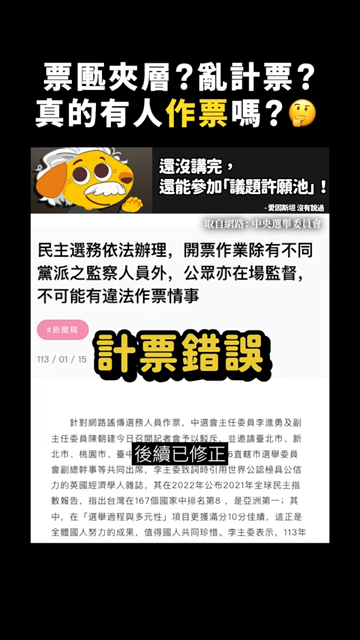 票匭夾層?亂計票?
真的有人作票嗎?🤔
還沒講完，
還能參加「議題許願池」!
- 愛因斯坦 沒有說過
取自網路: 中央選舉委員會
民主選務依法辦理，開票作業除有不同
黨派之監察人員外，公眾亦在場監督，
不可能有違法作票情事
#新聞稿
計票錯誤
113 / 01 / 15
針對網路謠傳選務人員作票，中選會主任委員李進勇及副
主任委員陳朝建今日召開記者會予以駁斥，並邀請臺北市、新
北市、桃園市、臺中
6直轄市選舉委員
後續已修正
會副總幹事等共同出席。李主委致詞時引用世界公認極具公信
力的英國經濟學人雜誌，其在2022年公布2021年全球民主指
數報告，指出台灣在167個國家中排名第8，是亞洲第一；其
中，在「選舉過程與多元性」項目更獲滿分10分佳績，這正是
全體國人努力的成果，值得國人共同珍惜。李主委表示，113年